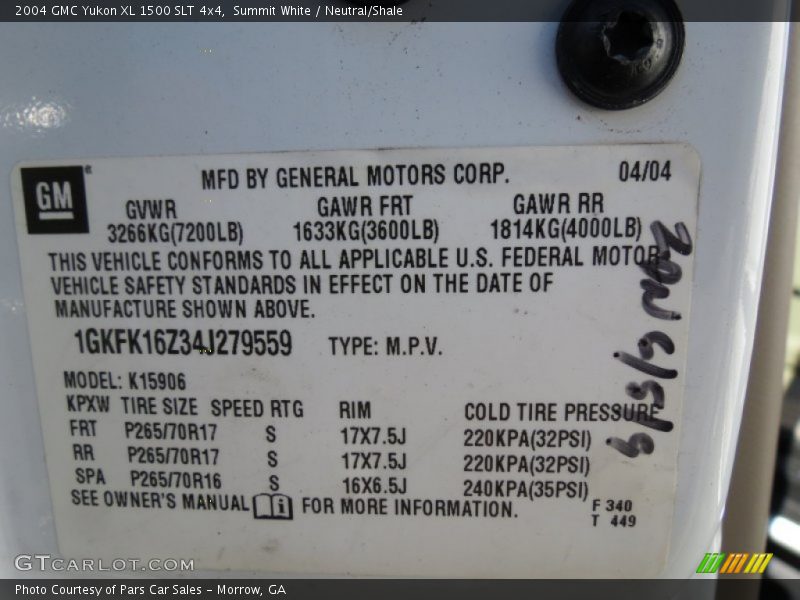 2004 GMC Yukon XL 1500 SLT 4x4, Summit White / Neutral/Shale
GM
MFD BY GENERAL MOTORS CORP. 04/04
GVWR GAWR FRT GAWR RR
3266KG(7200LB) 1633KG(3600LB) 1814KG(4000LB)
THIS VEHICLE CONFORMS TO ALL APPLICABLE U.S. FEDERAL MOTOR
VEHICLE SAFETY STANDARDS IN EFFECT ON THE DATE OF
MANUFACTURE SHOWN ABOVE.
1GKFK16Z34J279559 TYPE: M.P.V.
MODEL: K15906
KPXW TIRE SIZE SPEED RTG RIM COLD TIRE PRESSURE
FRT P265/70R17 S 17X7.5J 220KPA(32PSI)
RR P265/70R17 S 17X7.5J 220KPA(32PSI)
SPA P265/70R16 S 16X6.5J 240KPA(35PSI)
SEE OWNER'S MANUAL FOR MORE INFORMATION.
F 340
T 449
GTCARLOT.COM
Photo Courtesy of Pars Car Sales - Morrow, GA